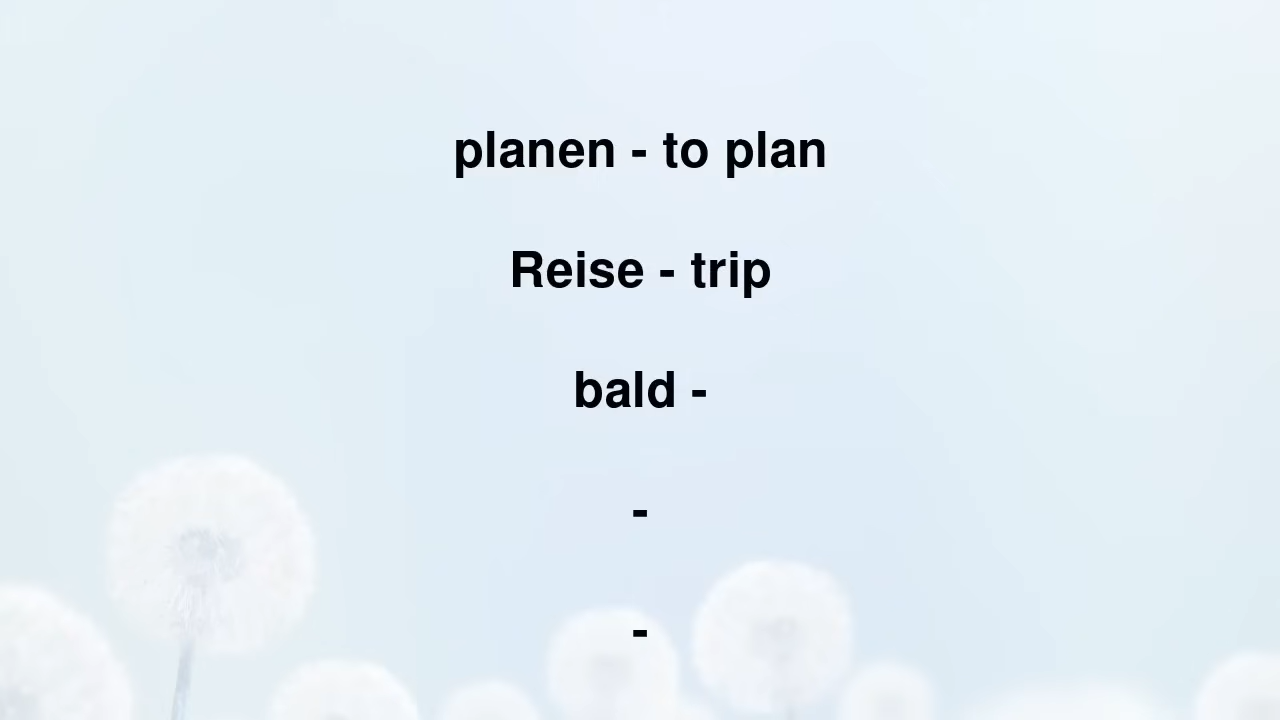 planen - to plan
Reise - trip
bald -
-
-